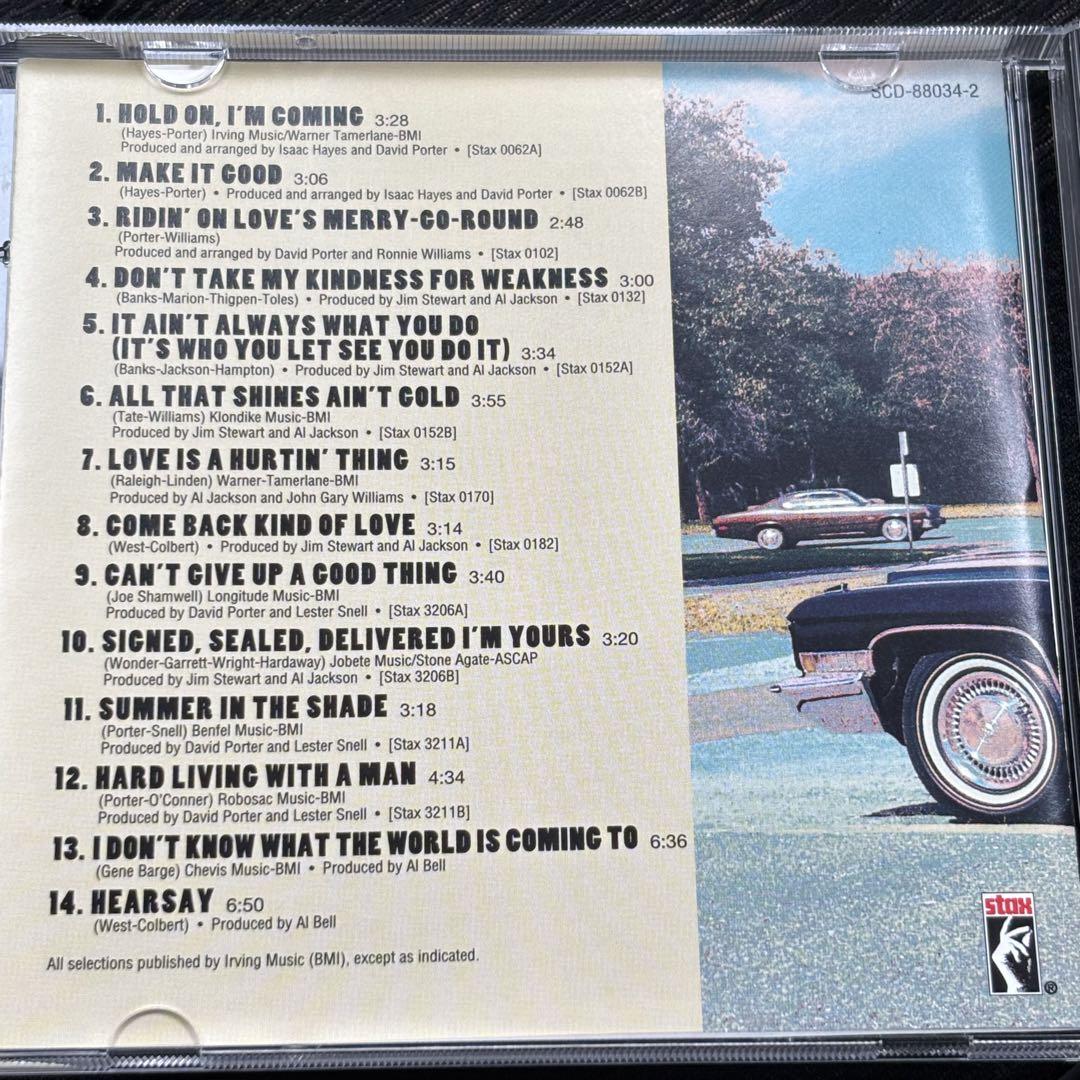 SCD-88034-2
1. HOLD ON, I'M COMING 3:28
(Hayes-Porter) Irving Music/Warner Tamerlane-BMI
Produced and arranged by Isaac Hayes and David Porter • [Stax 0062A]
2. MAKE IT GOOD 3:06
(Hayes-Porter) • Produced and arranged by Isaac Hayes and David Porter • [Stax 0062B]
3. RIDIN' ON LOVE'S MERRY-GO-ROUND 2:48
(Porter-Williams)
Produced and arranged by David Porter and Ronnie Williams • [Stax 0102]
4. DON'T TAKE MY KINDNESS FOR WEAKNESS 3:00
(Banks-Marion-Thigpen-Toles) • Produced by Jim Stewart and Al Jackson • [Stax 0132]
5. IT AIN'T ALWAYS WHAT YOU DO
(IT'S WHO YOU LET SEE YOU DO IT) 3:34
(Banks-Jackson-Hampton) • Produced by Jim Stewart and Al Jackson • [Stax 0152A]
6. ALL THAT SHINES AIN'T GOLD 3:55
(Tate-Williams) Klondike Music-BMI
Produced by Jim Stewart and Al Jackson • [Stax 0152B]
7. LOVE IS A HURTIN' THING 3:15
(Raleigh-Linden) Warner-Tamerlane-BMI
Produced by Al Jackson and John Gary Williams • [Stax 0170]
8. COME BACK KIND OF LOVE 3:14
(West-Colbert) • Produced by Jim Stewart and Al Jackson • [Stax 0182]
9. CAN'T GIVE UP A GOOD THING 3:40
(Joe Shamwell) Longitude Music-BMI
Produced by David Porter and Lester Snell • [Stax 3206A]
10. SIGNED, SEALED, DELIVERED I'M YOURS 3:20
(Wonder-Garrett-Wright-Hardaway) Jobete Music/Stone Agate-ASCAP
Produced by Jim Stewart and Al Jackson • [Stax 3206B]
11. SUMMER IN THE SHADE 3:18
(Porter-Snell) Benfel Music-BMI
Produced by David Porter and Lester Snell • [Stax 3211A]
12. HARD LIVING WITH A MAN 4:34
(Porter-O'Conner) Robosac Music-BMI
Produced by David Porter and Lester Snell • [Stax 3211B]
13. I DON'T KNOW WHAT THE WORLD IS COMING TO 6:36
(Gene Barge) Chevis Music-BMI • Produced by Al Bell
14. HEARSAY 6:50
(West-Colbert) • Produced by Al Bell
All selections published by Irving Music (BMI), except as indicated.
stax
®